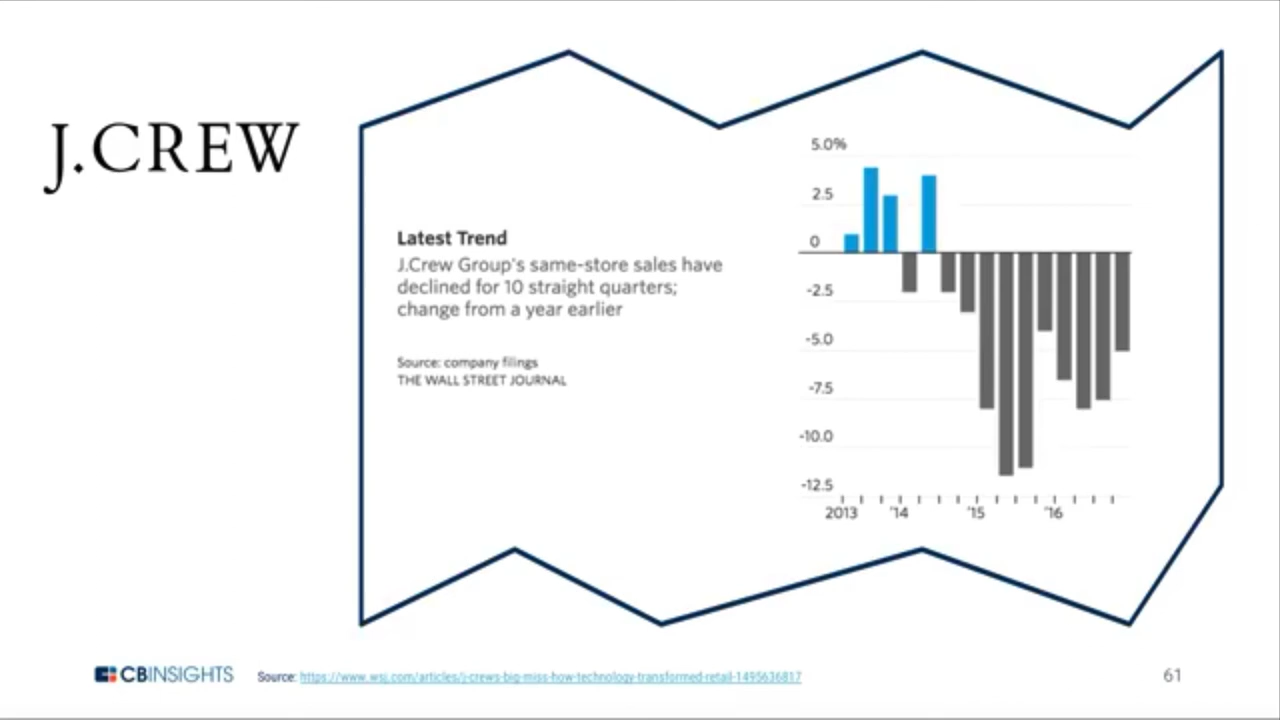 J.CREW
Latest Trend
J.Crew Group's same-store sales have
declined for 10 straight quarters;
change from a year earlier
Source: company filings
THE WALL STREET JOURNAL
5.0%
2.5
0
-2.5
-5.0
-7.5
-10.0
-12.5
2013 '14 '15 '16
CBINSIGHTS
Source: https://www.wsj.com/articles/j-crews-big-miss-how-technology-transformed-retail-1495636817
61